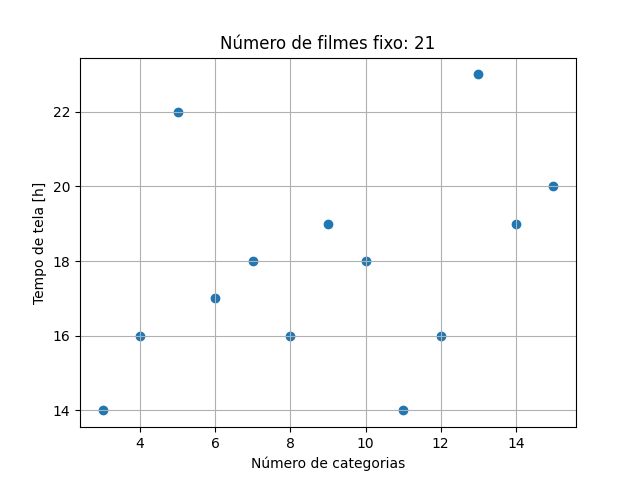 Número de filmes fixo: 21
22
20
18
16
14
Tempo de tela [h]
4 6 8 10 12 14
Número de categorias